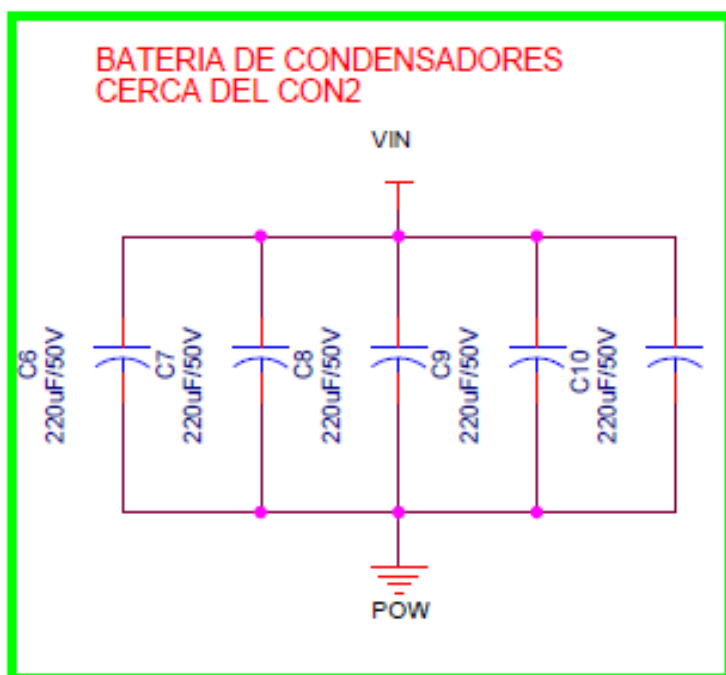 BATERIA DE CONDENSADORES
CERCA DEL CON2
VIN
C6
220uF/50V
C7
220uF/50V
C8
220uF/50V
C9
220uF/50V
C10
220uF/50V
POW